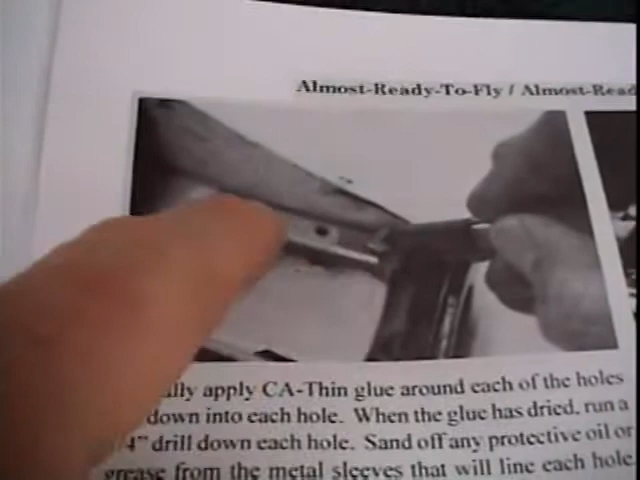 Almost-Ready-To-Fly / Almost-Read
lly apply CA-Thin glue around each of the holes
down into each hole. When the glue has dried, run a
/4" drill down each hole. Sand off any protective oil or
grease from the metal sleeves that will line each hole.